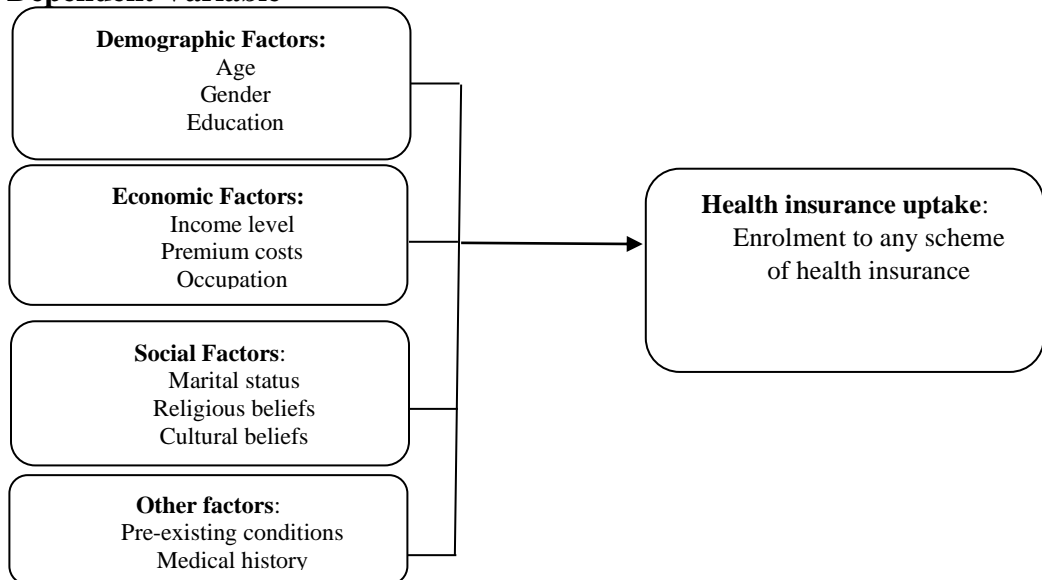 Dependent Variable
Demographic Factors:
Age
Gender
Education
Economic Factors:
Income level
Premium costs
Occupation
Social Factors:
Marital status
Religious beliefs
Cultural beliefs
Other factors:
Pre-existing conditions
Medical history
Health insurance uptake:
Enrolment to any scheme
of health insurance